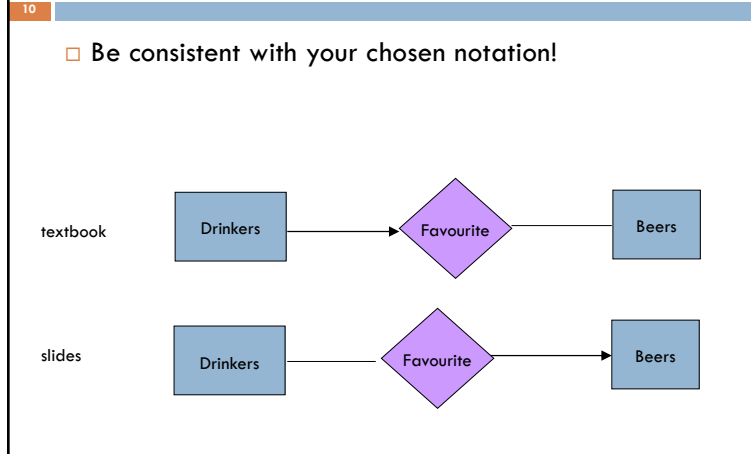 10
Be consistent with your chosen notation!
textbook Drinkers Favourite Beers
slides Drinkers Favourite Beers